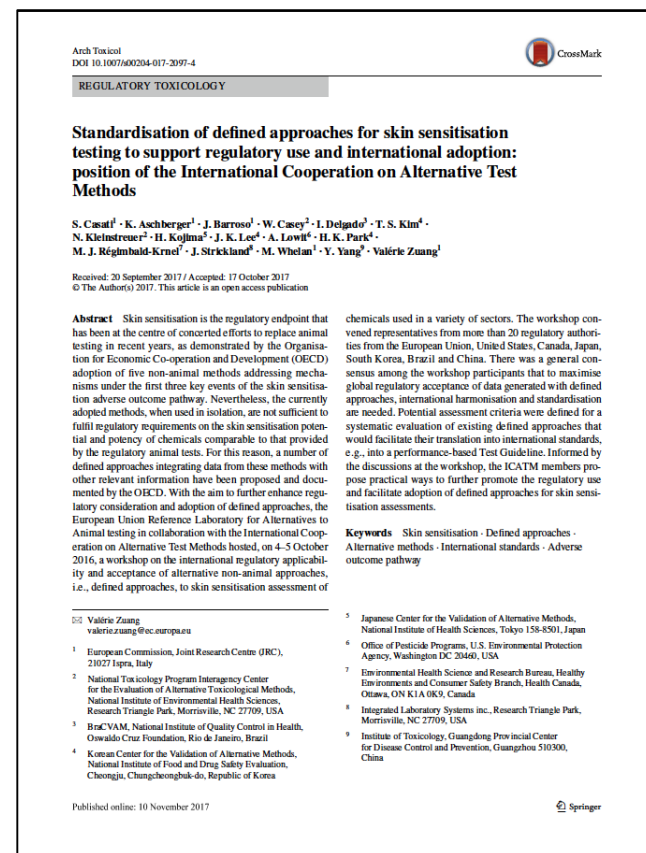 Arch Toxicol
DOI 10.1007/s00204-017-2097-4
CrossMark
REGULATORY TOXICOLOGY
Standardisation of defined approaches for skin sensitisation
testing to support regulatory use and international adoption:
position of the International Cooperation on Alternative Test
Methods
S. Casati1 · K. Aschberger1 · J. Barroso1 · W. Casey2 · I. Delgado3 · T. S. Kim4 ·
N. Kleinstreuer2 · H. Kojima5 · J. K. Lee4 · A. Lowit6 · H. K. Park4 ·
M. J. Régimbald-Krnel7 · J. Strickland8 · M. Whelan1 · Y. Yang9 · Valérie Zuang1
Received: 20 September 2017 / Accepted: 17 October 2017
© The Author(s) 2017. This article is an open access publication
Abstract Skin sensitisation is the regulatory endpoint that
has been at the centre of concerted efforts to replace animal
testing in recent years, as demonstrated by the Organisa-
tion for Economic Co-operation and Development (OECD)
adoption of five non-animal methods addressing mecha-
nisms under the first three key events of the skin sensitisa-
tion adverse outcome pathway. Nevertheless, the currently
adopted methods, when used in isolation, are not sufficient to
fulfil regulatory requirements on the skin sensitisation poten-
tial and potency of chemicals comparable to that provided
by the regulatory animal tests. For this reason, a number of
defined approaches integrating data from these methods with
other relevant information have been proposed and docu-
mented by the OECD. With the aim to further enhance regu-
latory consideration and adoption of defined approaches, the
European Union Reference Laboratory for Alternatives to
Animal testing in collaboration with the International Coop-
eration on Alternative Test Methods hosted, on 4–5 October
2016, a workshop on the international regulatory applicabil-
ity and acceptance of alternative non-animal approaches,
i.e., defined approaches, to skin sensitisation assessment of
chemicals used in a variety of sectors. The workshop con-
vened representatives from more than 20 regulatory authori-
ties from the European Union, United States, Canada, Japan,
South Korea, Brazil and China. There was a general con-
sensus among the workshop participants that to maximise
global regulatory acceptance of data generated with defined
approaches, international harmonisation and standardisation
are needed. Potential assessment criteria were defined for a
systematic evaluation of existing defined approaches that
would facilitate their translation into international standards,
e.g., into a performance-based Test Guideline. Informed by
the discussions at the workshop, the ICATM members pro-
pose practical ways to further promote the regulatory use
and facilitate adoption of defined approaches for skin sensi-
tisation assessments.
Keywords Skin sensitisation · Defined approaches ·
Alternative methods · International standards · Adverse
outcome pathway
Valérie Zuang
valerie.zuang@ec.europa.eu
1 European Commission, Joint Research Centre (JRC),
21027 Ispra, Italy
2 National Toxicology Program Interagency Center
for the Evaluation of Alternative Toxicological Methods,
National Institute of Environmental Health Sciences,
Research Triangle Park, Morrisville, NC 27709, USA
3 BraCVAM, National Institute of Quality Control in Health,
Oswaldo Cruz Foundation, Rio de Janeiro, Brazil
4 Korean Center for the Validation of Alternative Methods,
National Institute of Food and Drug Safety Evaluation,
Cheongju, Chungcheongbuk-do, Republic of Korea
5 Japanese Center for the Validation of Alternative Methods,
National Institute of Health Sciences, Tokyo 158-8501, Japan
6 Office of Pesticide Programs, U.S. Environmental Protection
Agency, Washington DC 20460, USA
7 Environmental Health Science and Research Bureau, Healthy
Environments and Consumer Safety Branch, Health Canada,
Ottawa, ON K1A 0K9, Canada
8 Integrated Laboratory Systems inc., Research Triangle Park,
Morrisville, NC 27709, USA
9 Institute of Toxicology, Guangdong Provincial Center
for Disease Control and Prevention, Guangzhou 510300,
China
Published online: 10 November 2017
Springer